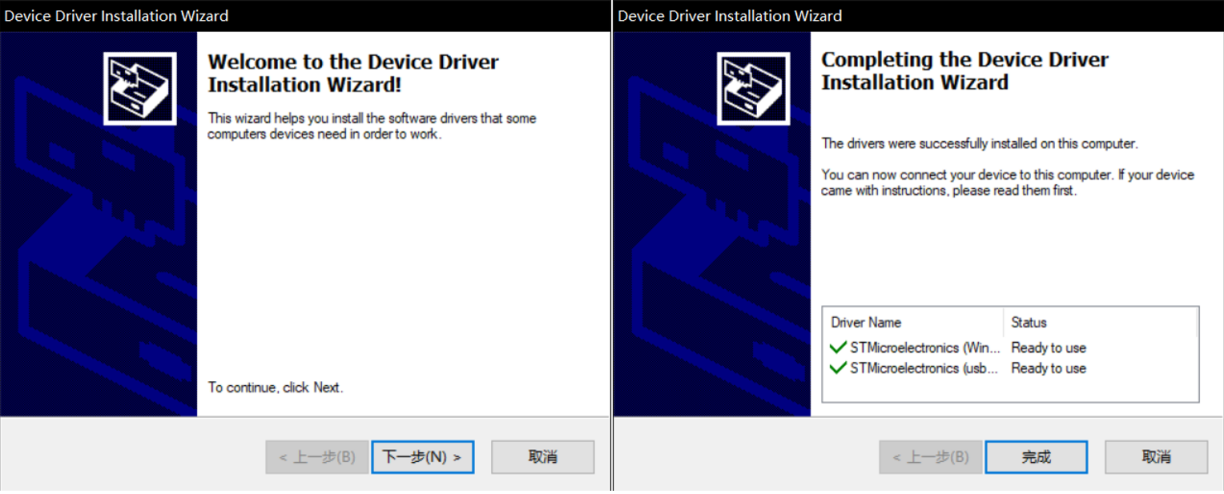 Device Driver Installation Wizard
Welcome to the Device Driver
Installation Wizard!
This wizard helps you install the software drivers that some
computers devices need in order to work.
To continue, click Next.
< 上一步(B)
下一步(N) >
取消
Device Driver Installation Wizard
Completing the Device Driver
Installation Wizard
The drivers were successfully installed on this computer.
You can now connect your device to this computer. If your device
came with instructions, please read them first.
Driver Name Status
STMicroelectronics (Win... Ready to use
STMicroelectronics (usb... Ready to use
< 上一步(B)
完成
取消